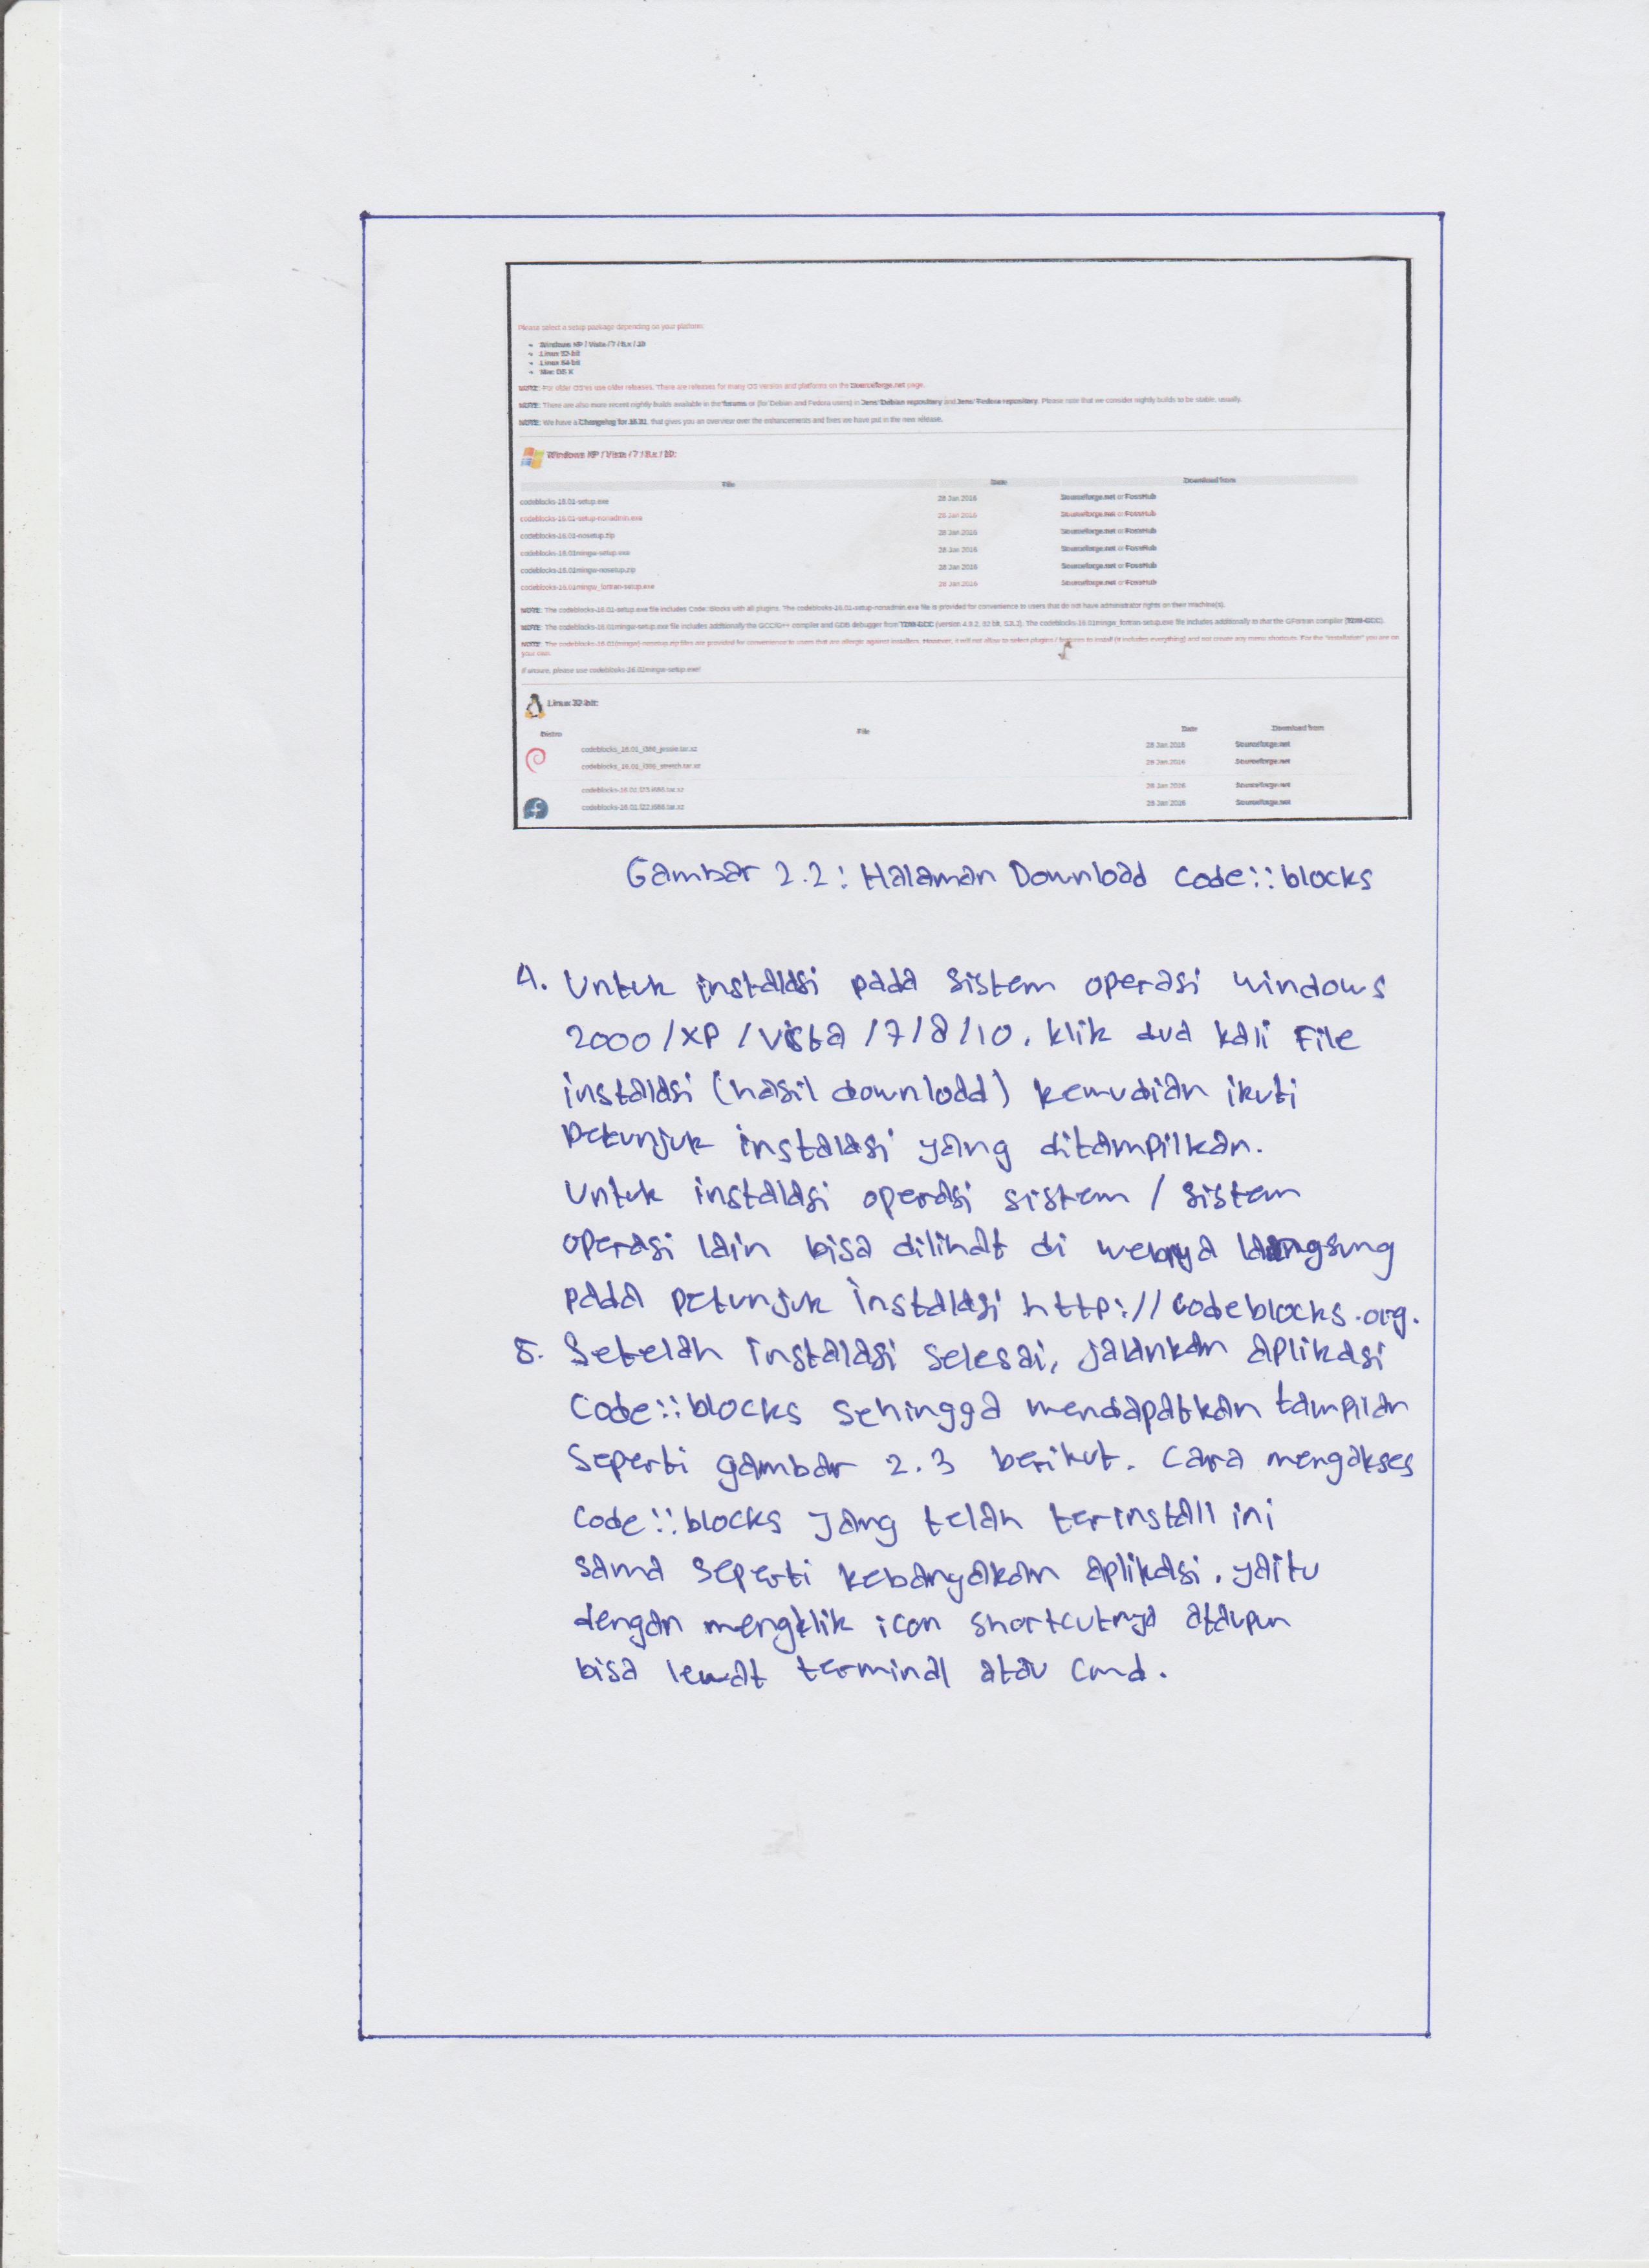 Please select a setup package depending on your platform:
Windows XP / Vista / 7 / 8.x / 10
Linux 32-bit
Linux 64-bit
Mac OS X
NOTE: For older OS'es use older releases. There are releases for many OS version and platforms on the Sourceforge.net page.
NOTE: There are also more recent nightly builds available in the forums or (for Debian and Fedora users) in Jens' Debian repository and Jens' Fedora repository. Please note that we consider nightly builds to be stable, usually.
NOTE: We have a Changelog for 16.01, that gives you an overview over the enhancements and fixes we have put in the new release.
Windows XP / Vista / 7 / 8.x / 10:
File Date Download from
codeblocks-16.01-setup.exe 28 Jan 2016 Sourceforge.net or FossHub
codeblocks-16.01-setup-nonadmin.exe 28 Jan 2016 Sourceforge.net or FossHub
codeblocks-16.01-nosetup.zip 28 Jan 2016 Sourceforge.net or FossHub
codeblocks-16.01mingw-setup.exe 28 Jan 2016 Sourceforge.net or FossHub
codeblocks-16.01mingw-nosetup.zip 28 Jan 2016 Sourceforge.net or FossHub
codeblocks-16.01mingw_fortran-setup.exe 28 Jan 2016 Sourceforge.net or FossHub
NOTE: The codeblocks-16.01-setup.exe file includes Code::Blocks with all plugins. The codeblocks-16.01-setup-nonadmin.exe file is provided for convenience to users that do not have administrator rights on their machine(s).
NOTE: The codeblocks-16.01mingw-setup.exe file includes additionally the GCC/G++ compiler and GDB debugger from TDM-GCC (version 4.9.2, 32 bit, SJLJ). The codeblocks-16.01mingw_fortran-setup.exe file includes additionally to that the GFortran compiler (TDM-GCC).
NOTE: The codeblocks-16.01(mingw)-nosetup.zip files are provided for convenience to users that are allergic against installers. However, it will not allow to select plugins / features to install (it includes everything) and not create any menu shortcuts. For the "installation" you are on
your own.
If unsure, please use codeblocks-16.01mingw-setup.exe!
Linux 32-bit:
Distro File Date Download from
codeblocks_16.01_i386_jessie.tar.xz 28 Jan 2016 Sourceforge.net
codeblocks_16.01_i386_stretch.tar.xz 28 Jan 2016 Sourceforge.net
codeblocks-16.01.f23.i686.tar.xz 28 Jan 2016 Sourceforge.net
codeblocks-16.01.f22.i686.tar.xz 28 Jan 2016 Sourceforge.net
Gambar 2.2 : Halaman Download Code::blocks
4. Untuk instalasi pada sistem operasi windows
2000/XP/Vista/7/8/10, klik dua kali File
instalasi (hasil download) kemudian ikuti
Petunjuk instalasi yang ditampilkan.
Untuk instalasi operasi sistem / sistem
operasi lain bisa dilihat di webnya langsung
pada petunjuk instalasi http://codeblocks.org.
5. Setelah instalasi selesai, jalankan aplikasi
Code::blocks sehingga mendapatkan tampilan
Seperti gambar 2.3 berikut. Cara mengakses
Code::blocks yang telah terinstall ini
sama seperti kebanyakan aplikasi, yaitu
dengan mengklik icon shortcutnya ataupun
bisa lewat terminal atau Cmd.